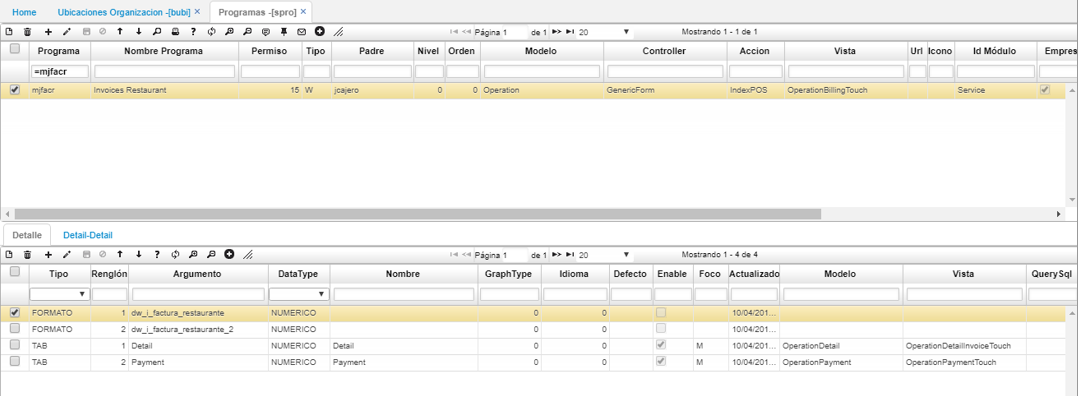 Home Ubicaciones Organizacion -[bubi] × Programas -[spro] ×
Página 1 de 1 20 Mostrando 1 - 1 de 1
Programa Nombre Programa Permiso Tipo Padre Nivel Orden Modelo Controller Accion Vista Url Icono Id Módulo Empres
=mjfacr
mjfacr Invoices Restaurant 15 W jcajero 0 0 Operation GenericForm IndexPOS OperationBillingTouch Service
Detalle Detail-Detail
Página 1 de 1 20 Mostrando 1 - 4 de 4
Tipo Renglón Argumento DataType Nombre GraphType Idioma Defecto Enable Foco Actualizado Modelo Vista QuerySql
FORMATO 1 dw_i_factura_restaurante NUMERICO 0 0 10/04/201...
FORMATO 2 dw_i_factura_restaurante_2 NUMERICO 0 0 10/04/201...
TAB 1 Detail NUMERICO Detail 0 0 M 10/04/201... OperationDetail OperationDetailInvoiceTouch
TAB 2 Payment NUMERICO Payment 0 0 M 10/04/201... OperationPayment OperationPaymentTouch